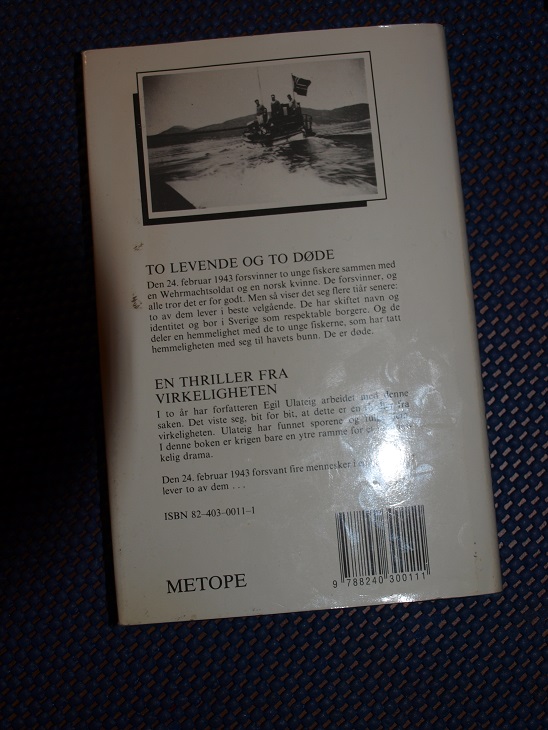 TO LEVENDE OG TO DØDE
Den 24. februar 1943 forsvinner to unge fiskere sammen med
en Wehrmachtsoldat og en norsk kvinne. De forsvinner, og
alle tror det er for godt. Men så viser det seg flere tiår senere:
to av dem lever i beste velgående. De har skiftet navn og
identitet og bor i Sverige som respektable borgere. Og de
deler en hemmelighet med de to unge fiskerne, som har tatt
hemmeligheten med seg til havets bunn. De er døde.
EN THRILLER FRA
VIRKELIGHETEN
I to år har forfatteren Egil Ulateig arbeidet med denne
saken. Det viste seg, bit for bit, at dette er en fra
virkeligheten. Ulateig har funnet sporene og
I denne boken er krigen bare en ytre ramme for
kelig drama.
Den 24. februar 1943 forsvant fire mennesker i
lever to av dem ...
ISBN 82-403-0011-1
METOPE
9 788240 300111